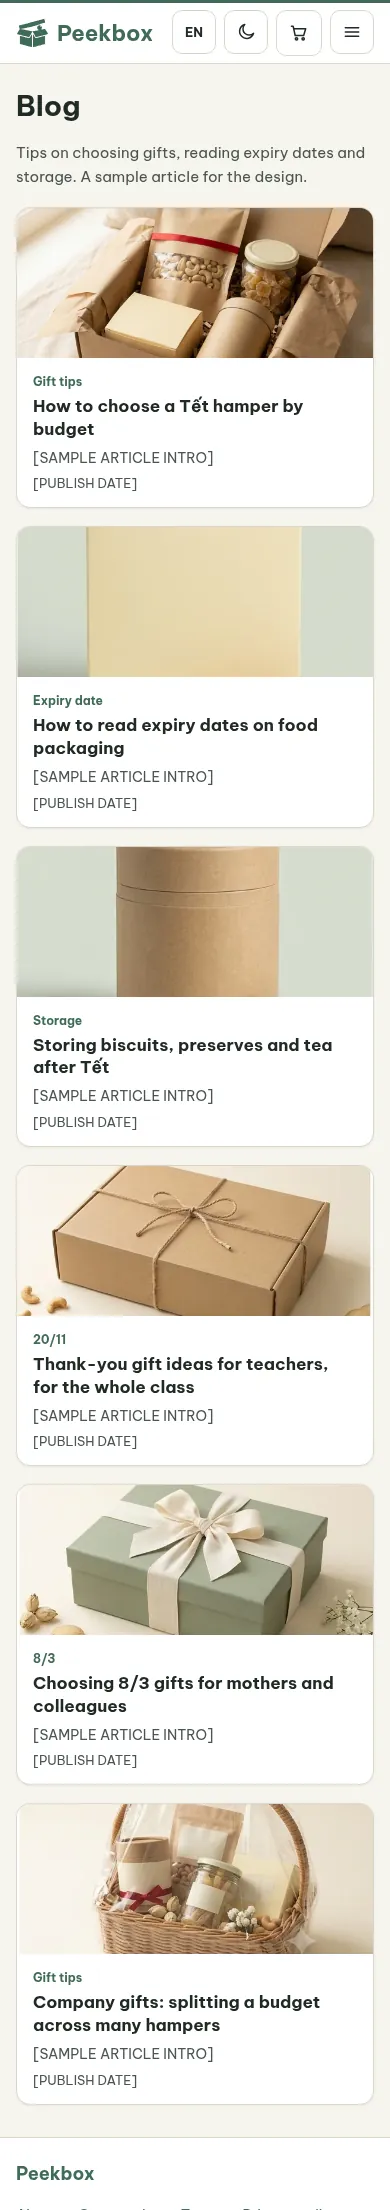 Peekbox
EN
Blog
Tips on choosing gifts, reading expiry dates and
storage. A sample article for the design.
Gift tips
How to choose a Tết hamper by
budget
[SAMPLE ARTICLE INTRO]
[PUBLISH DATE]
Expiry date
How to read expiry dates on food
packaging
[SAMPLE ARTICLE INTRO]
[PUBLISH DATE]
Storage
Storing biscuits, preserves and tea
after Tết
[SAMPLE ARTICLE INTRO]
[PUBLISH DATE]
20/11
Thank-you gift ideas for teachers,
for the whole class
[SAMPLE ARTICLE INTRO]
[PUBLISH DATE]
8/3
Choosing 8/3 gifts for mothers and
colleagues
[SAMPLE ARTICLE INTRO]
[PUBLISH DATE]
Gift tips
Company gifts: splitting a budget
across many hampers
[SAMPLE ARTICLE INTRO]
[PUBLISH DATE]
Peekbox